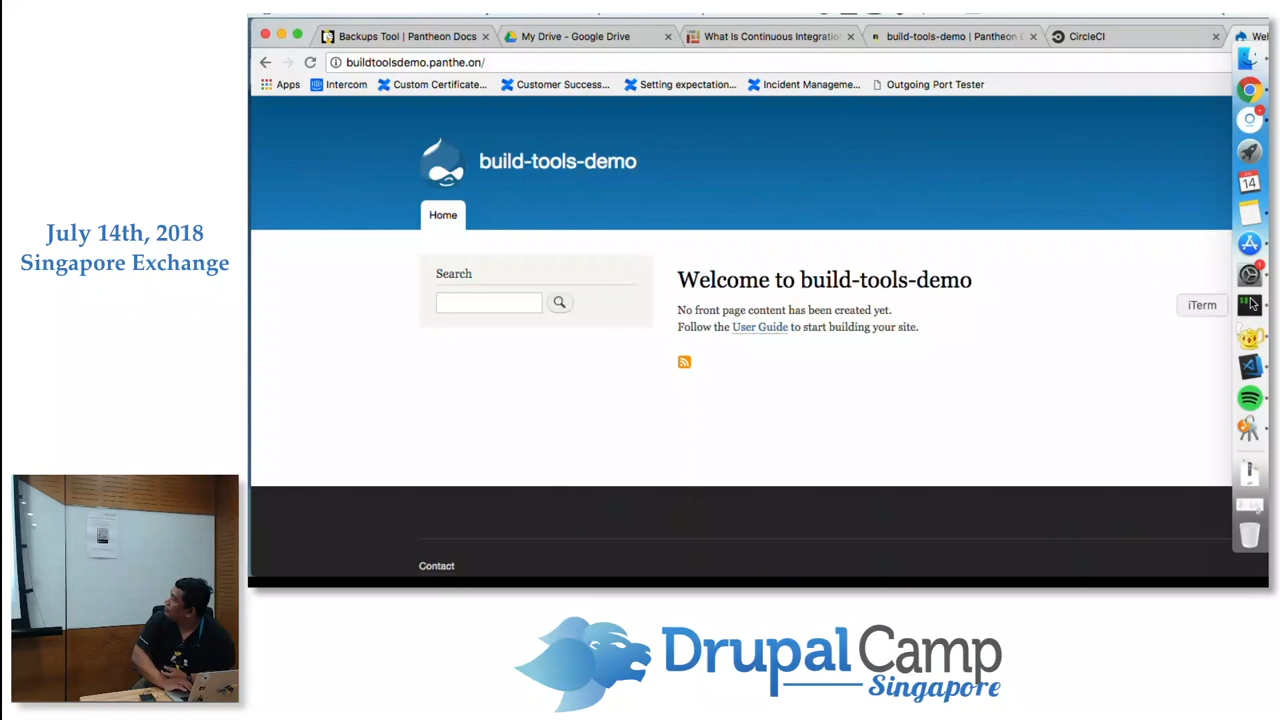 Backups Tool | Pantheon Docs
My Drive - Google Drive
What Is Continuous Integratio
build-tools-demo | Pantheon
CircleCI
Wel
buildtoolsdemo.panthe.on/
Apps
Intercom
Custom Certificate...
Customer Success...
Setting expectation...
Incident Manageme...
Outgoing Port Tester
build-tools-demo
Home
14
July 14th, 2018
Singapore Exchange
Search
Welcome to build-tools-demo
No front page content has been created yet.
Follow the User Guide to start building your site.
iTerm
Contact
DrupalCamp
Singapore